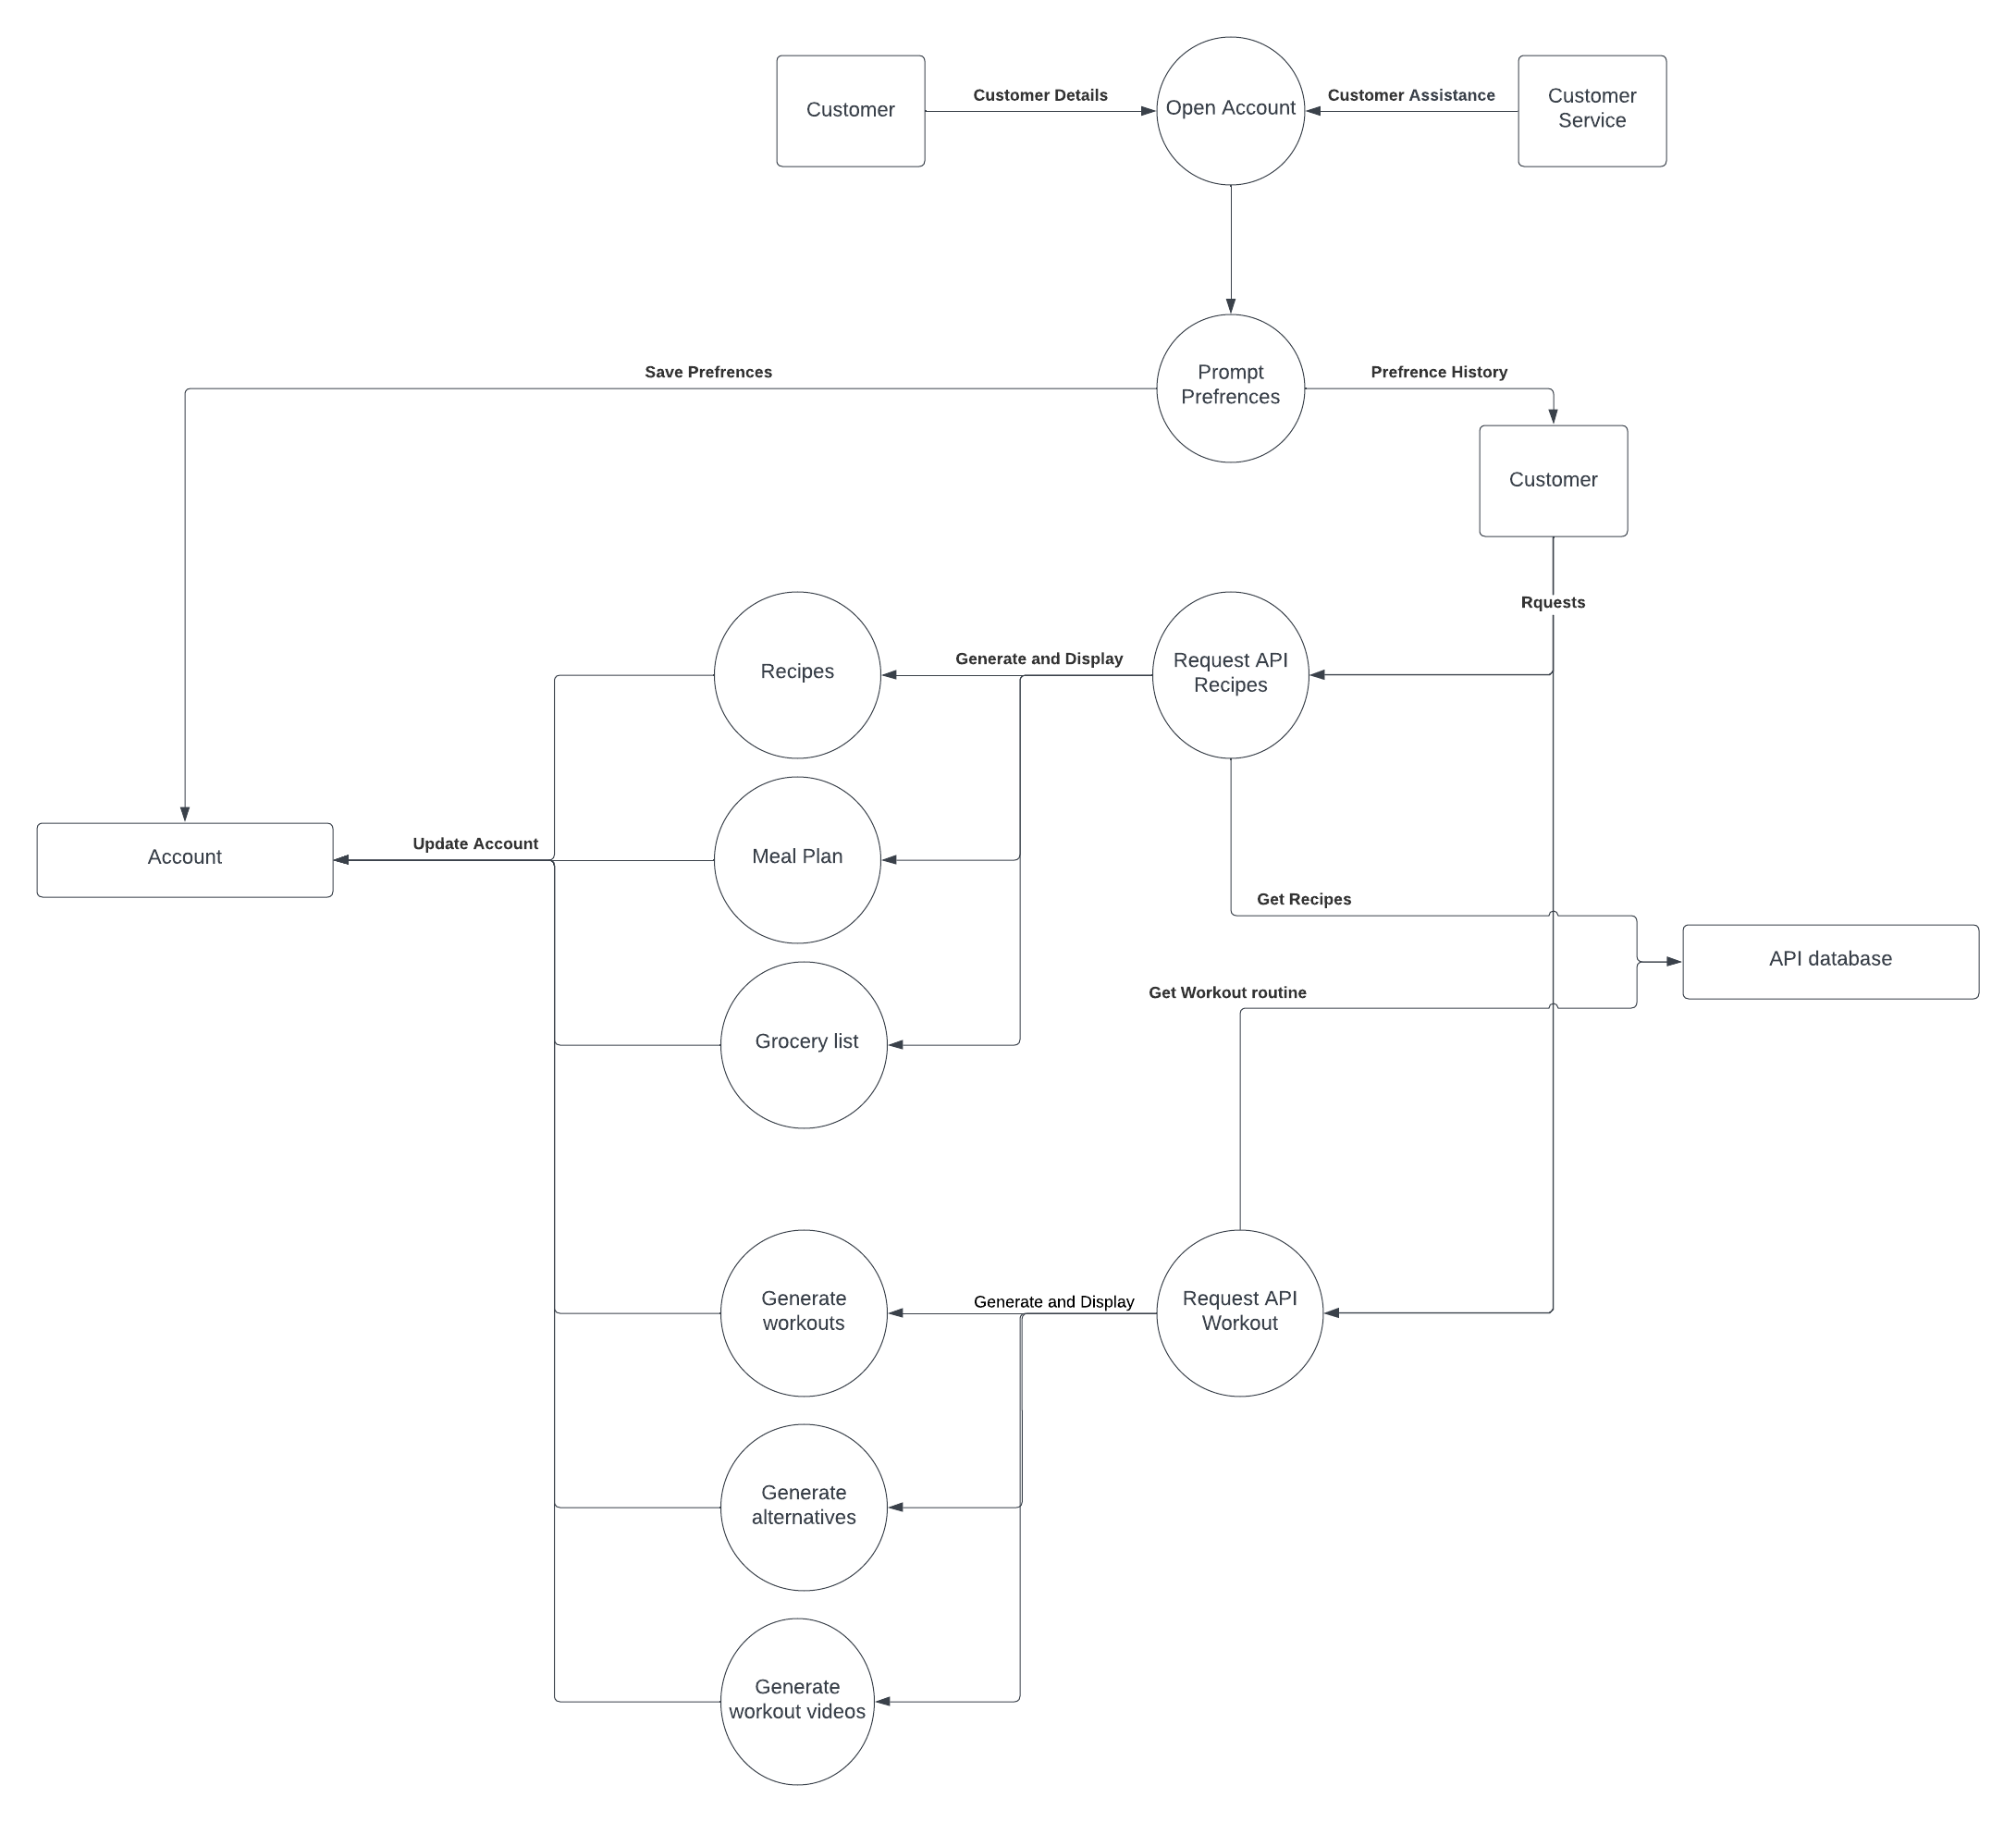 Customer
Customer Details
Open Account
Customer Assistance
Customer
Service
Save Prefrences
Prompt
Prefrences
Prefrence History
Customer
Rquests
Recipes
Generate and Display
Request API
Recipes
Account
Update Account
Meal Plan
Get Recipes
API database
Get Workout routine
Grocery list
Generate
workouts
Generate and Display
Request API
Workout
Generate
alternatives
Generate
workout videos